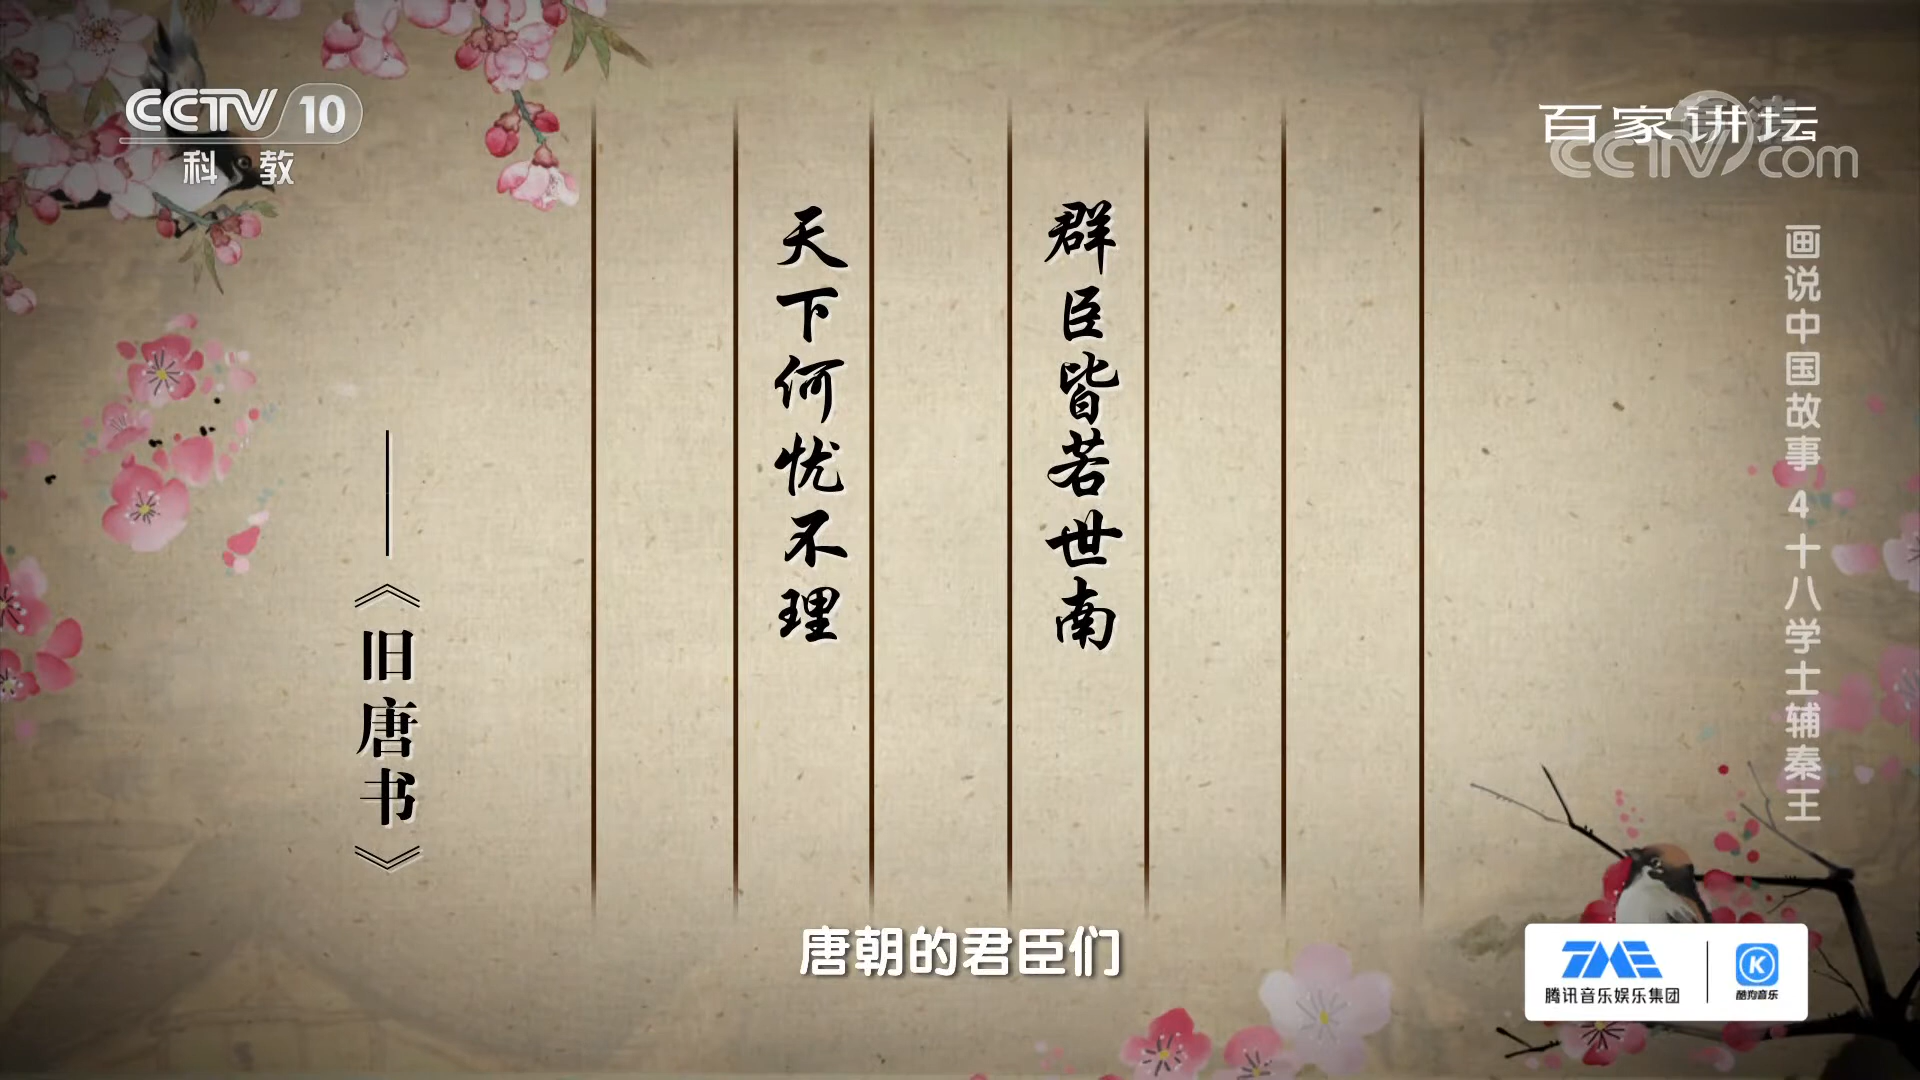 CCTV 10
科 教
百家讲坛
CCTV.com
画说中国故事 4 十八学士辅秦王
群臣皆若世南
天下何忧不理
——《旧唐书》
唐朝的君臣们
TME
腾讯音乐娱乐集团
K
酷狗音乐